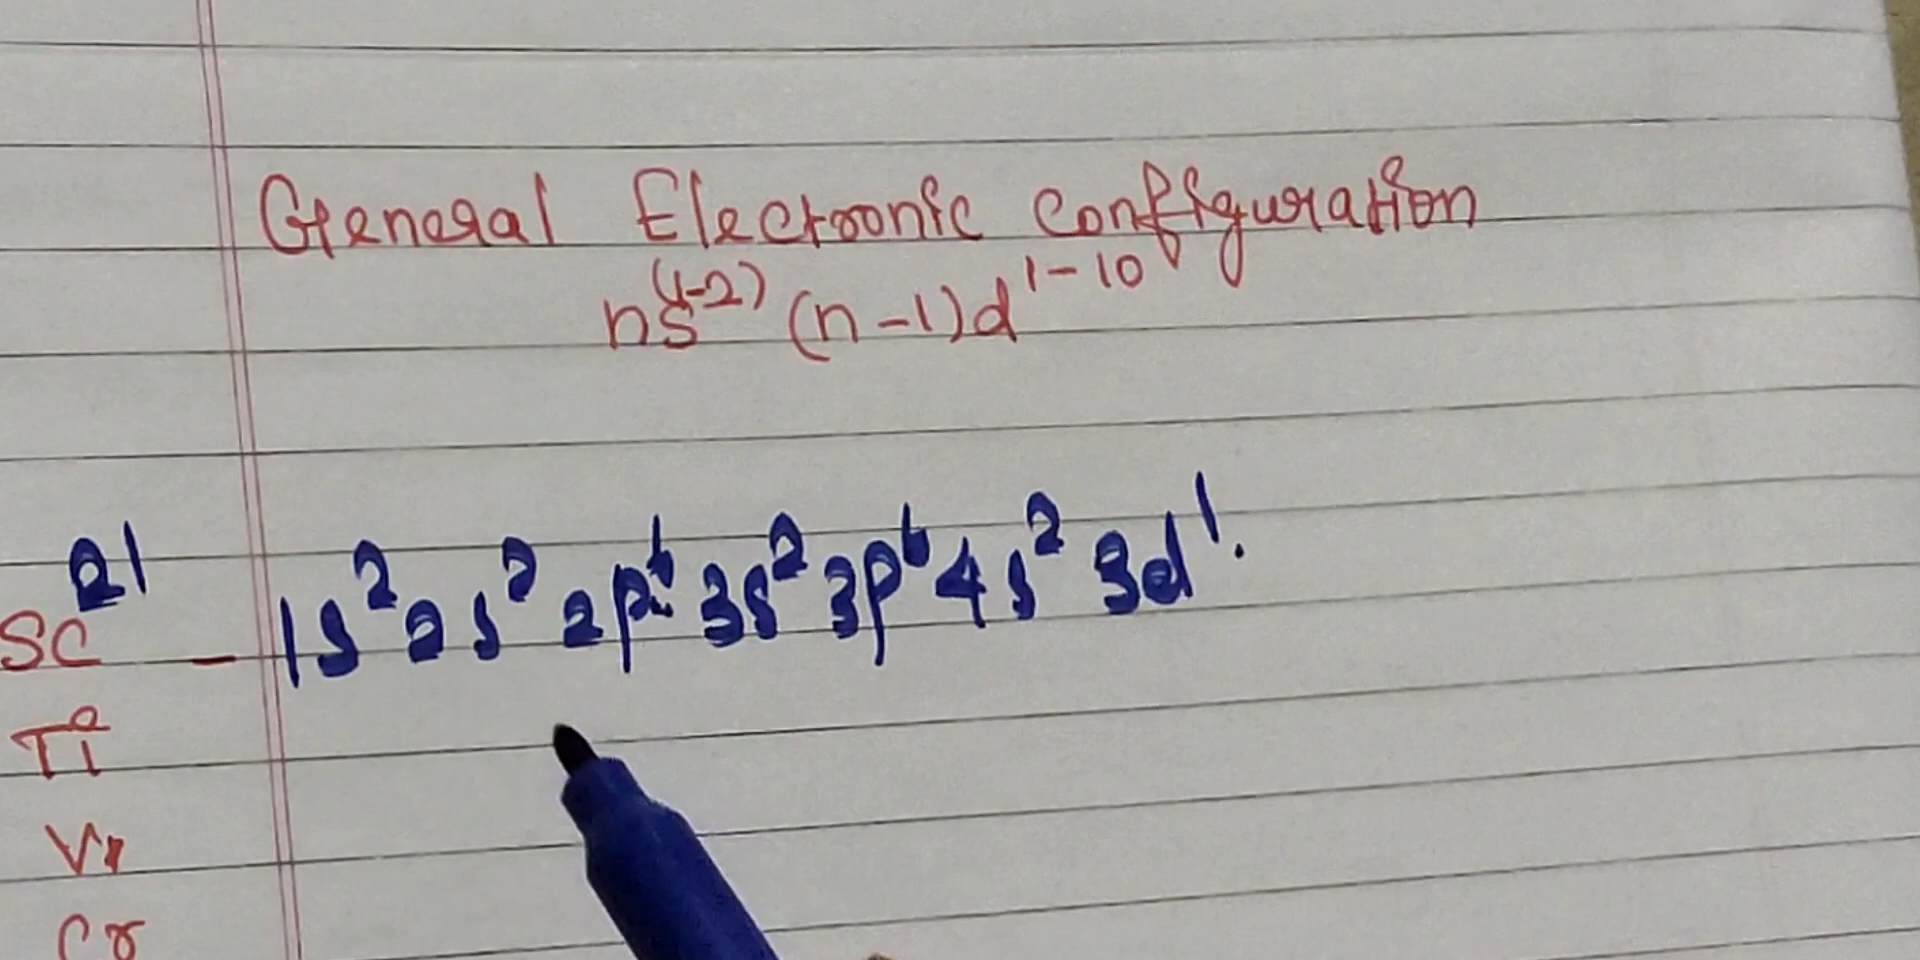 General Electronic configuration
ns⁽¹⁻²⁾ (n-1)d¹⁻¹⁰
Sc²¹ - 1s² 2s² 2p⁶ 3s² 3p⁶ 4s² 3d¹.
Ti
V
Cr